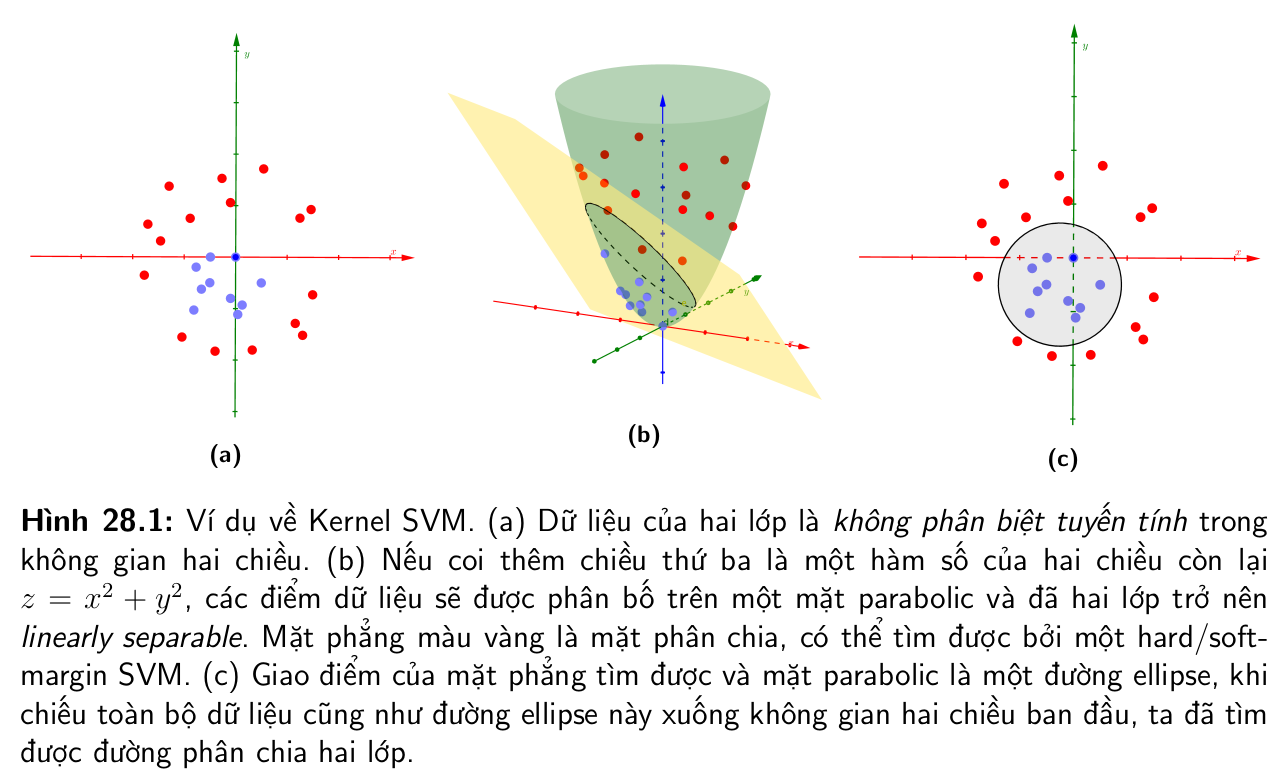 y
x
(a)
y
x
(b)
y
x
(c)
Hình 28.1: Ví dụ về Kernel SVM. (a) Dữ liệu của hai lớp là không phân biệt tuyến tính trong
không gian hai chiều. (b) Nếu coi thêm chiều thứ ba là một hàm số của hai chiều còn lại
z = x² + y², các điểm dữ liệu sẽ được phân bố trên một mặt parabolic và đã hai lớp trở nên
linearly separable. Mặt phẳng màu vàng là mặt phân chia, có thể tìm được bởi một hard/soft-
margin SVM. (c) Giao điểm của mặt phẳng tìm được và mặt parabolic là một đường ellipse, khi
chiếu toàn bộ dữ liệu cũng như đường ellipse này xuống không gian hai chiều ban đầu, ta đã tìm
được đường phân chia hai lớp.